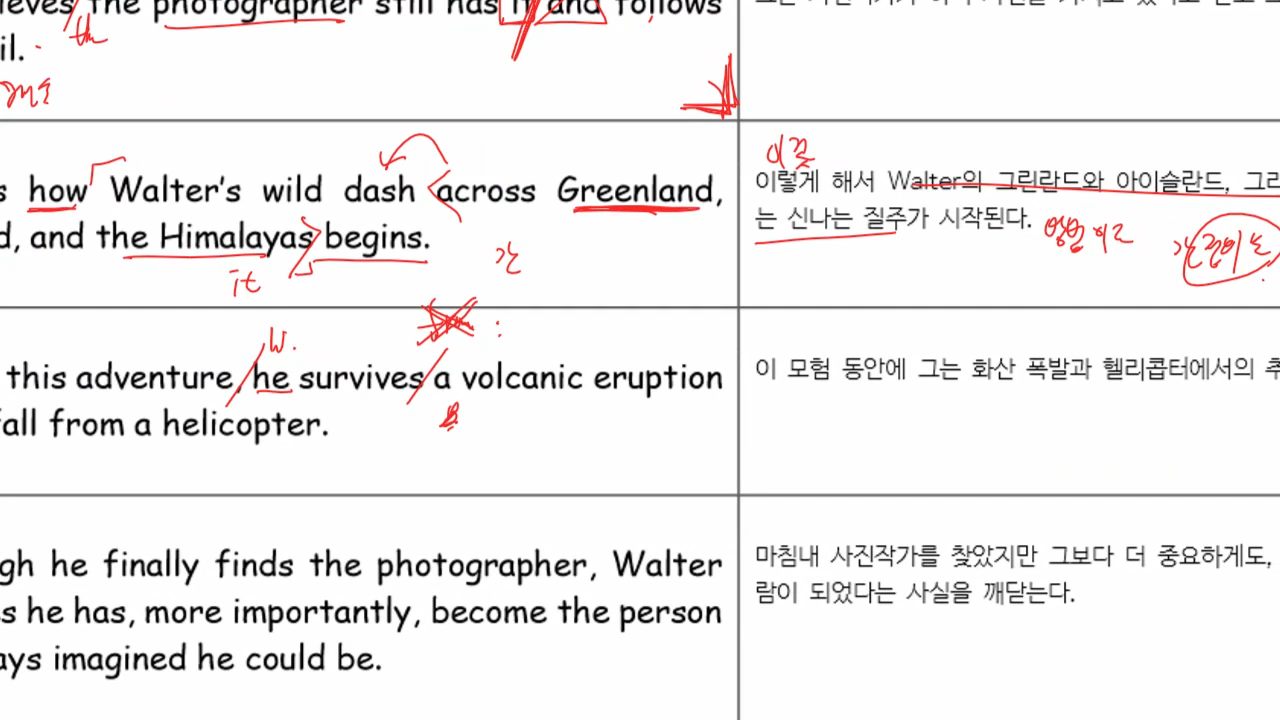 ieves the photographer still has it and follows
il.
th
s how Walter's wild dash across Greenland,
d, and the Himalayas begins.
it
이렇게 해서 Walter의 그린란드와 아이슬란드, 그리
는 신나는 질주가 시작된다.
간
W.
this adventure, he survives a volcanic eruption
fall from a helicopter.
이 모험 동안에 그는 화산 폭발과 헬리콥터에서의 추
gh he finally finds the photographer, Walter
s he has, more importantly, become the person
ays imagined he could be.
마침내 사진작가를 찾았지만 그보다 더 중요하게도,
람이 되었다는 사실을 깨닫는다.